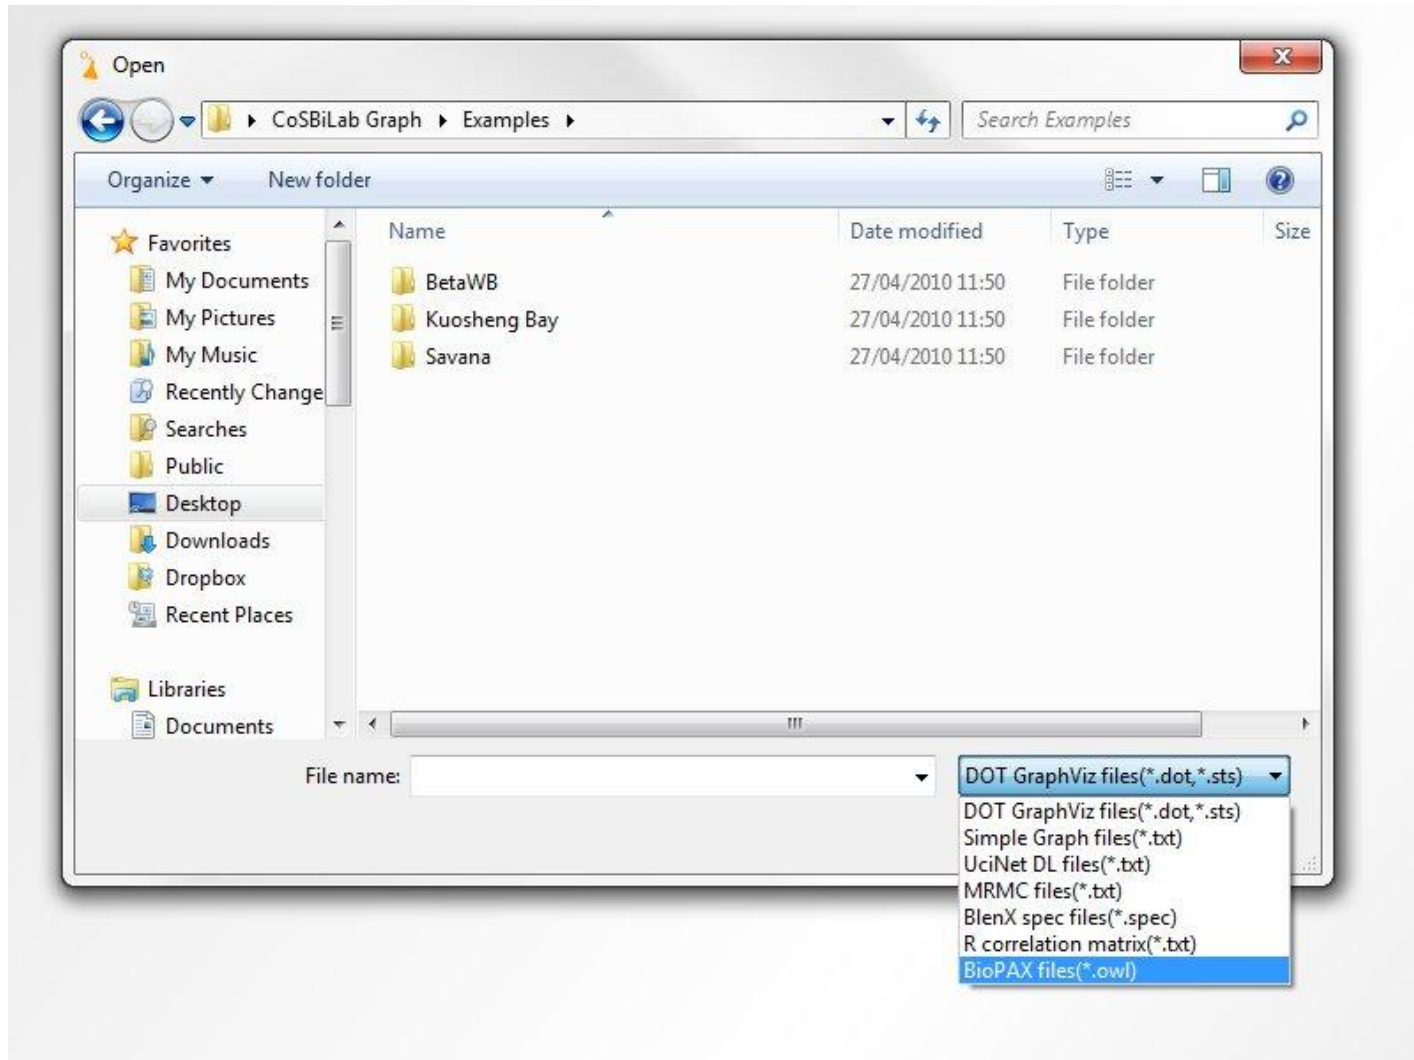 Open
CoSBiLab Graph Examples
Search Examples
Organize New folder
Favorites
My Documents
My Pictures
My Music
Recently Change
Searches
Public
Desktop
Downloads
Dropbox
Recent Places
Libraries
Documents
Name Date modified Type Size
BetaWB 27/04/2010 11:50 File folder
Kuosheng Bay 27/04/2010 11:50 File folder
Savana 27/04/2010 11:50 File folder
File name:
DOT GraphViz files(*.dot,*.sts)
DOT GraphViz files(*.dot,*.sts)
Simple Graph files(*.txt)
UciNet DL files(*.txt)
MRMC files(*.txt)
BlenX spec files(*.spec)
R correlation matrix(*.txt)
BioPAX files(*.owl)